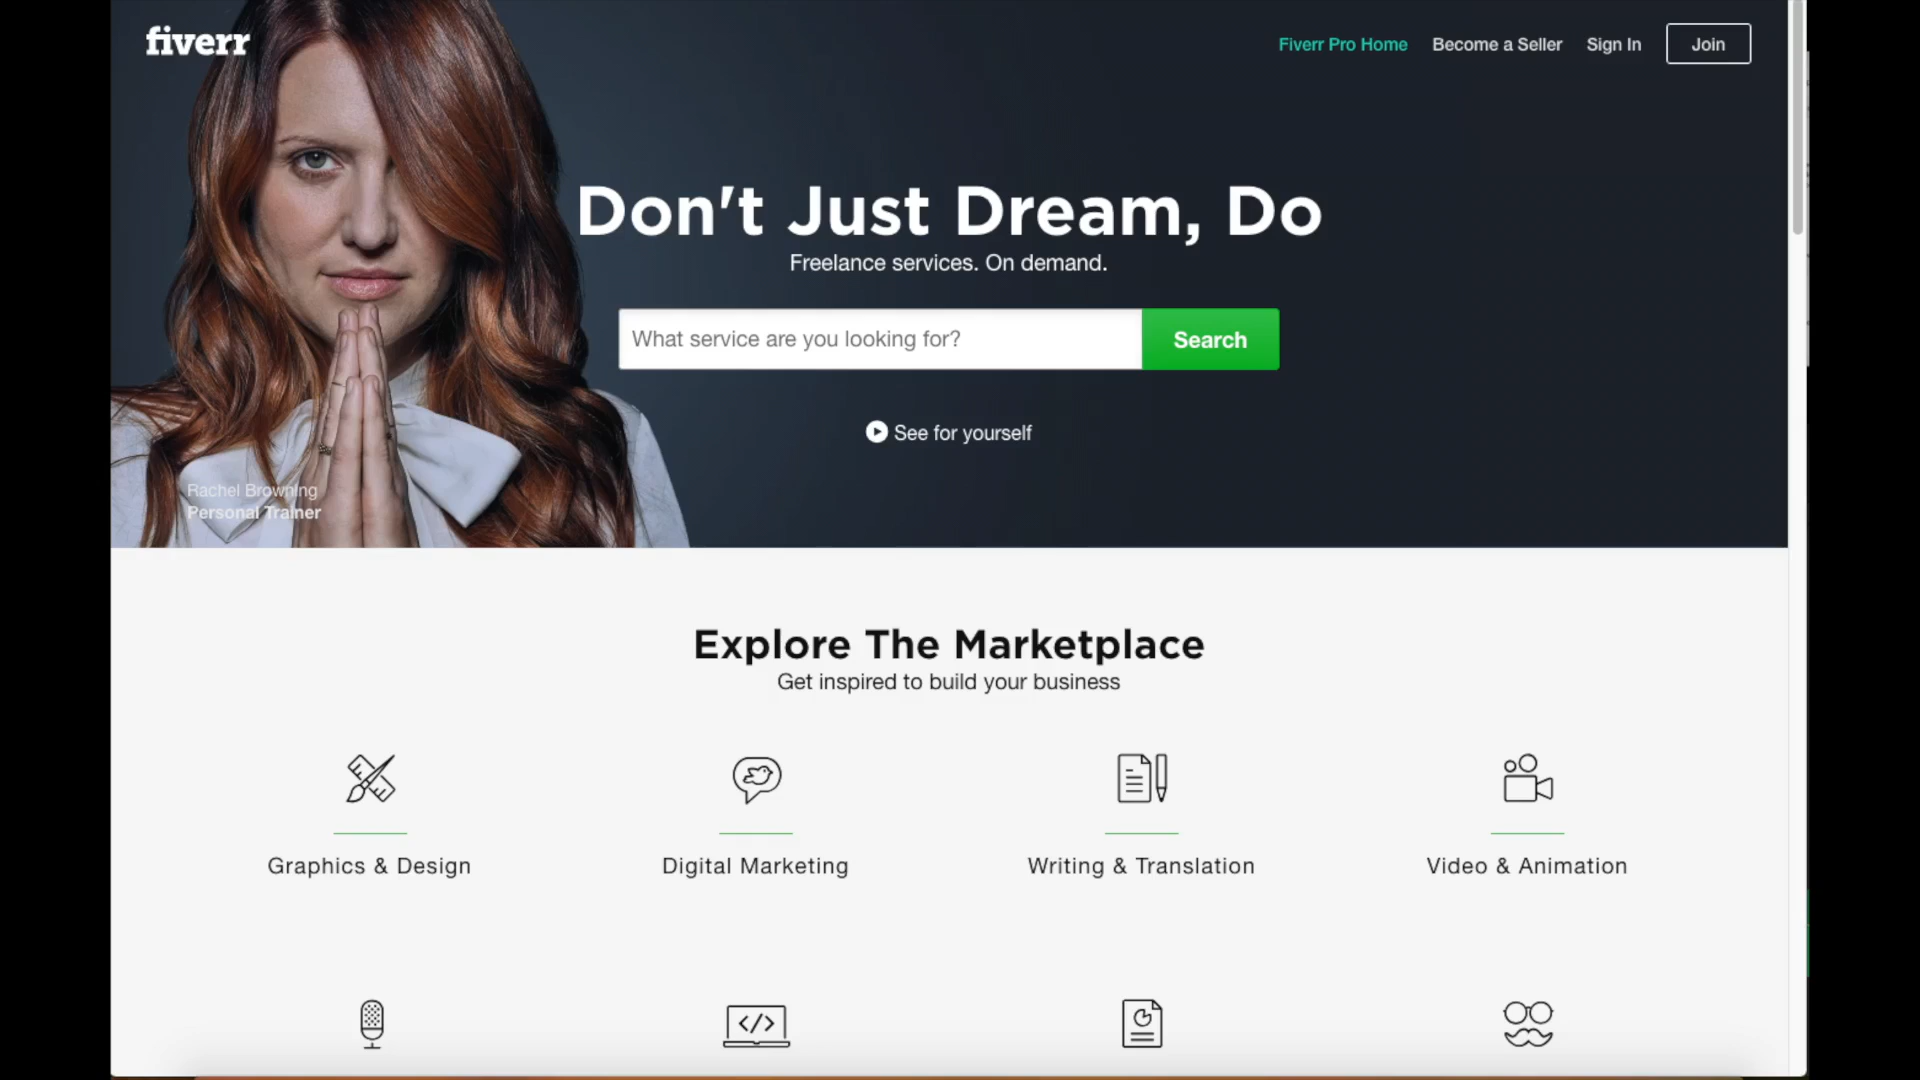 fiverr
Fiverr Pro Home Become a Seller Sign In Join
Don't Just Dream, Do
Freelance services. On demand.
What service are you looking for? Search
See for yourself
Rachel Browning
Personal Trainer
Explore The Marketplace
Get inspired to build your business
Graphics & Design Digital Marketing Writing & Translation Video & Animation